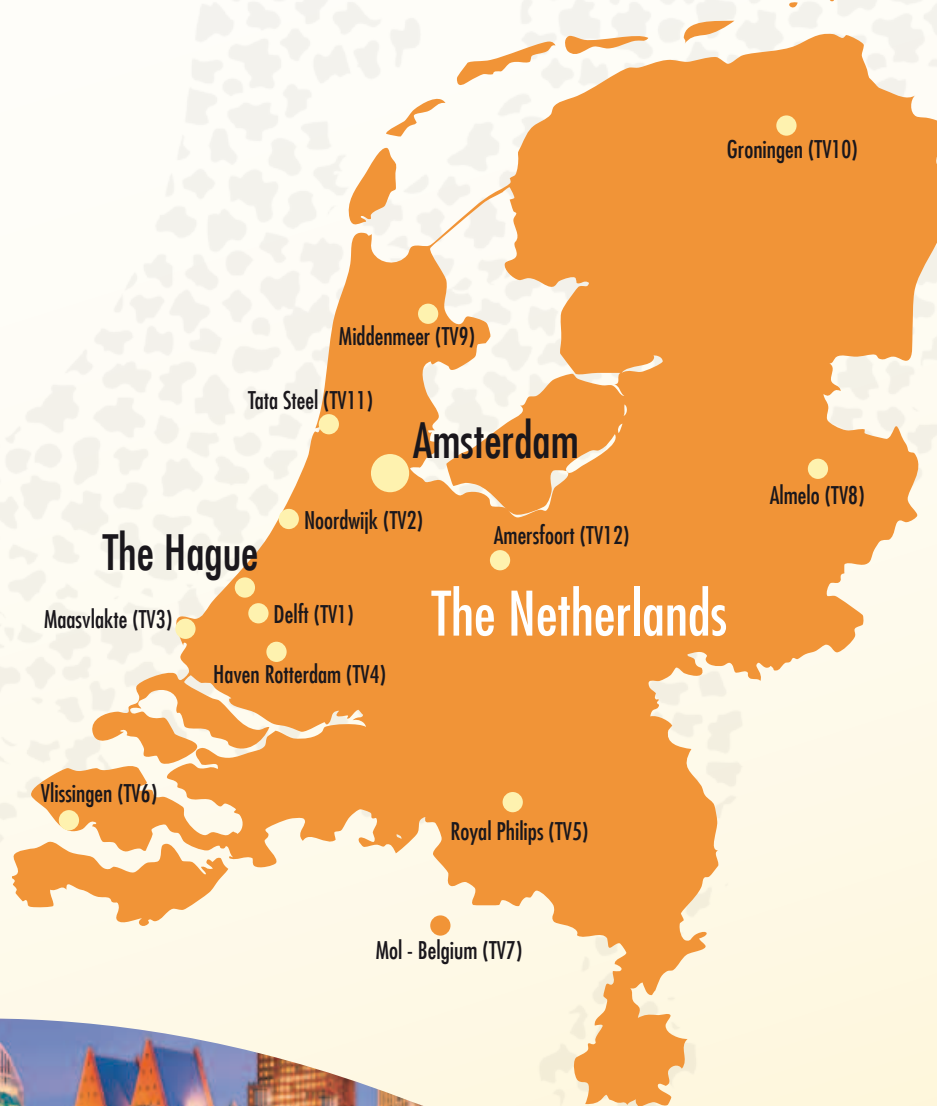 Groningen (TV10)
Middenmeer (TV9)
Tata Steel (TV11)
Amsterdam
Almelo (TV8)
Noordwijk (TV2)
Amersfoort (TV12)
The Hague
The Netherlands
Delft (TV1)
Maasvlakte (TV3)
Haven Rotterdam (TV4)
Vlissingen (TV6)
Royal Philips (TV5)
Mol - Belgium (TV7)